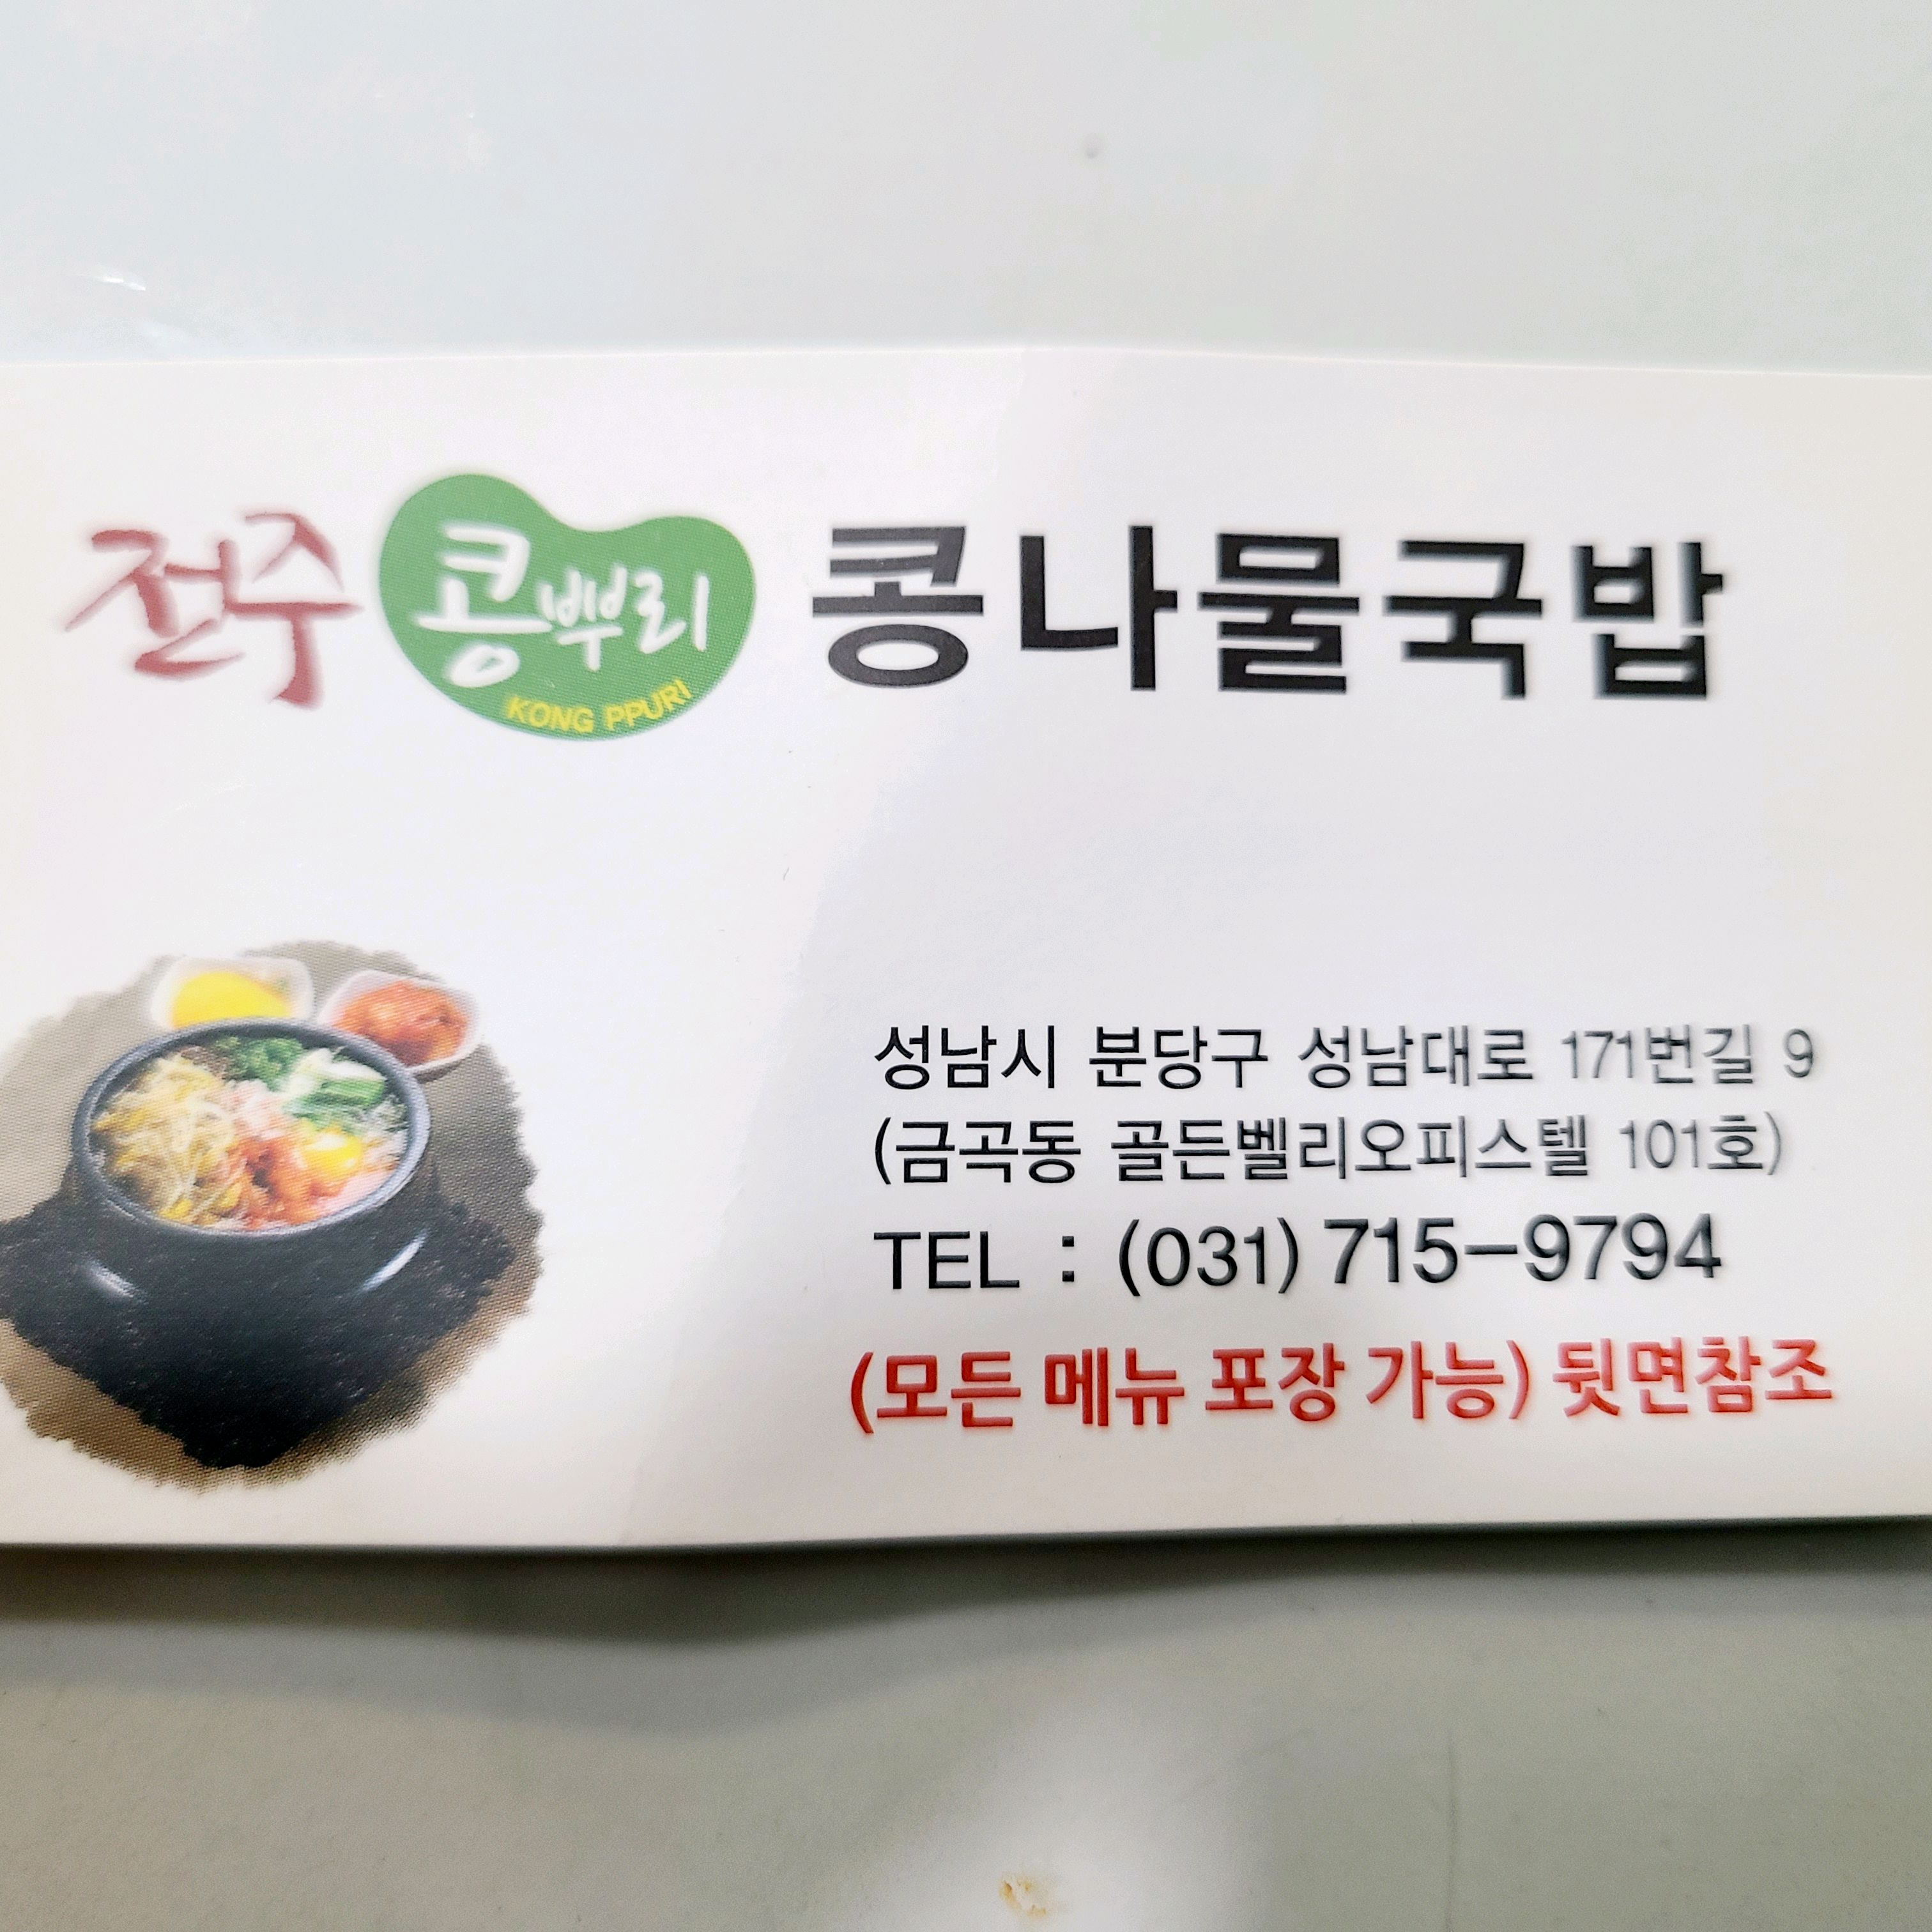 전주 콩뿌리 콩나물국밥
KONG PPURI
성남시 분당구 성남대로 171번길 9
(금곡동 골든벨리오피스텔 101호)
TEL : (031) 715-9794
(모든 메뉴 포장 가능) 뒷면참조